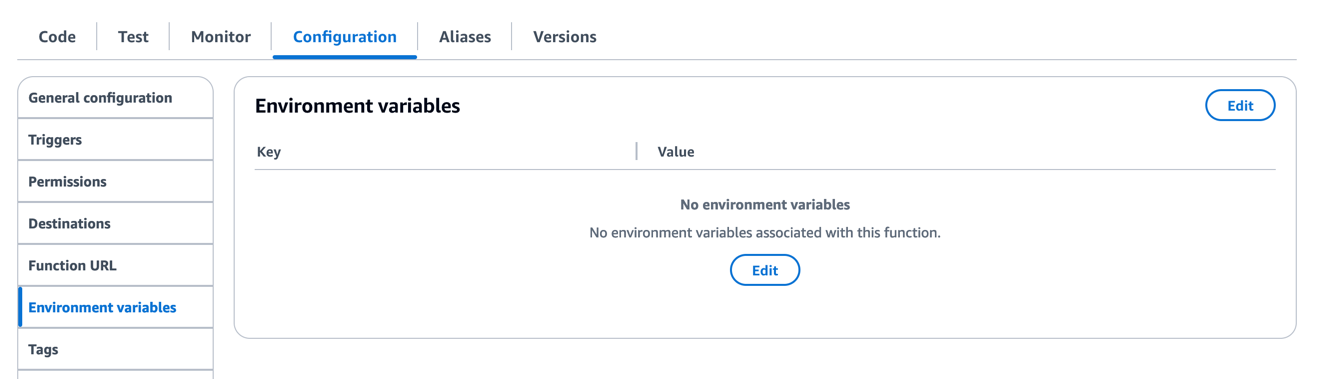 Code Test Monitor Configuration Aliases Versions
General configuration
Triggers
Permissions
Destinations
Function URL
Environment variables
Tags
Environment variables
Edit
Key Value
No environment variables
No environment variables associated with this function.
Edit